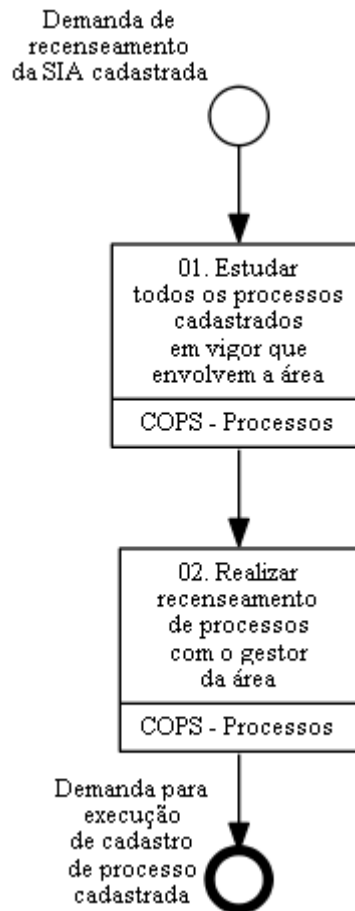 Demanda de
recenseamento
da SIA cadastrada
01. Estudar
todos os processos
cadastrados
em vigor que
envolvem a área
COPS - Processos
02. Realizar
recenseamento
de processos
com o gestor
da área
COPS - Processos
Demanda para
execução
de cadastro
de processo
cadastrada